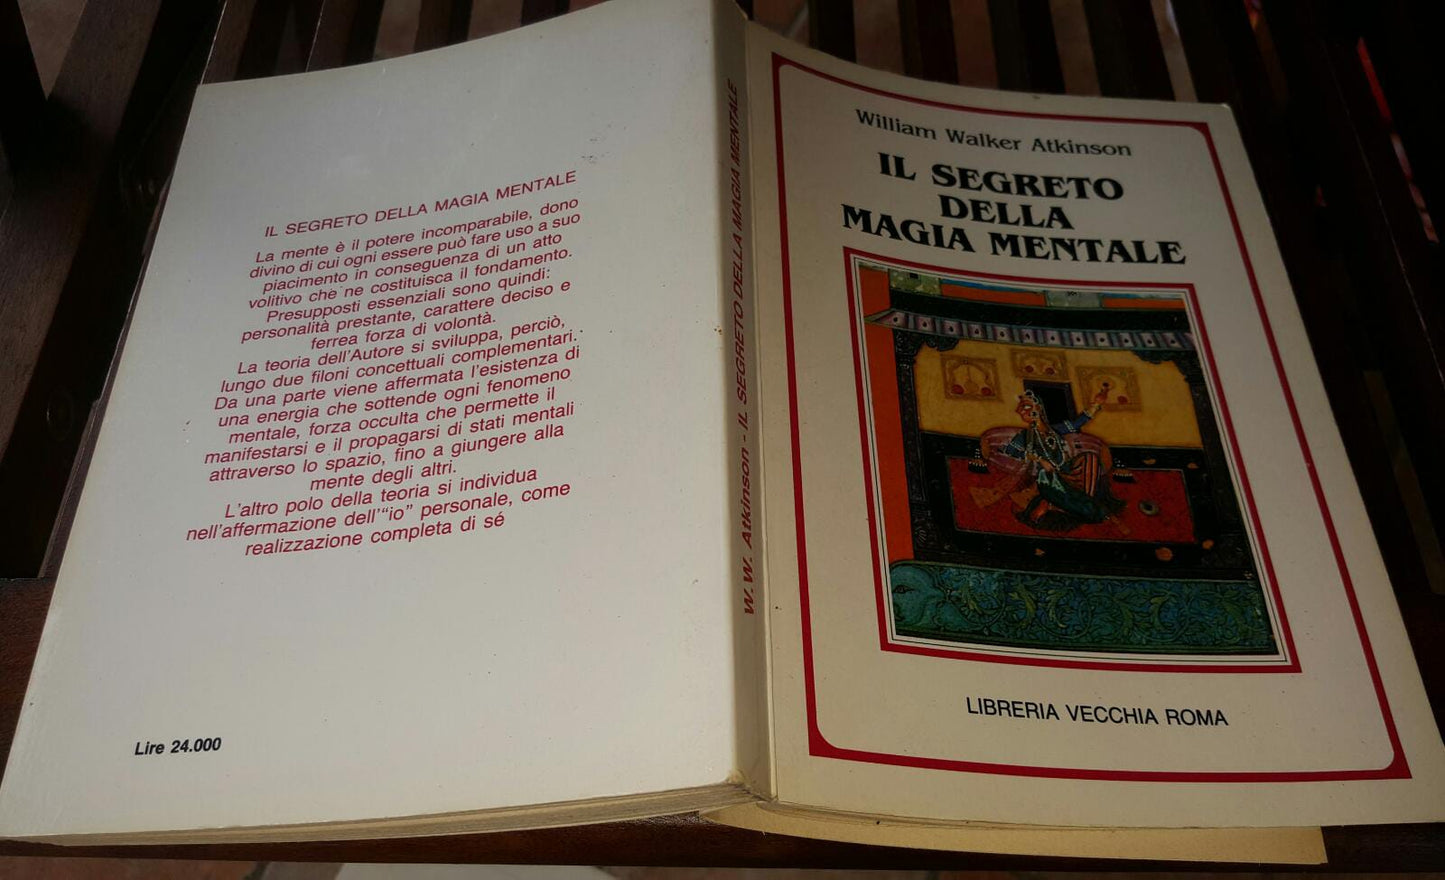 IL SEGRETO DELLA MAGIA MENTALE
La mente è il potere incomparabile, dono
divino di cui ogni essere può fare uso a suo
piacimento in conseguenza di un atto
volitivo che ne costituisca il fondamento.
Presupposti essenziali sono quindi:
personalità prestante, carattere deciso e
ferrea forza di volontà.
La teoria dell'Autore si sviluppa, perciò,
lungo due filoni concettuali complementari.
Da una parte viene affermata l'esistenza di
una energia che sottende ogni fenomeno
mentale, forza occulta che permette il
manifestarsi e il propagarsi di stati mentali
attraverso lo spazio, fino a giungere alla
mente degli altri.
L'altro polo della teoria si individua
nell'affermazione dell'“io” personale, come
realizzazione completa di sé
Lire 24.000
W.W. Atkinson - IL SEGRETO DELLA MAGIA MENTALE
William Walker Atkinson
IL SEGRETO
DELLA
MAGIA MENTALE
LIBRERIA VECCHIA ROMA